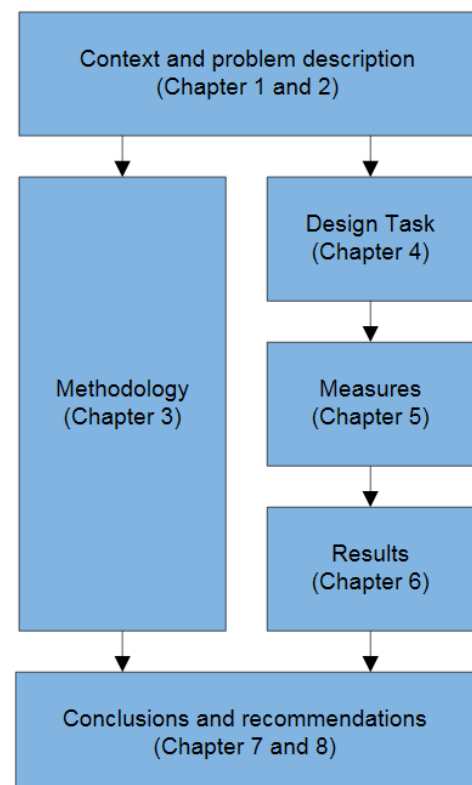 Context and problem description
(Chapter 1 and 2)
Design Task
(Chapter 4)
Methodology
(Chapter 3)
Measures
(Chapter 5)
Results
(Chapter 6)
Conclusions and recommendations
(Chapter 7 and 8)